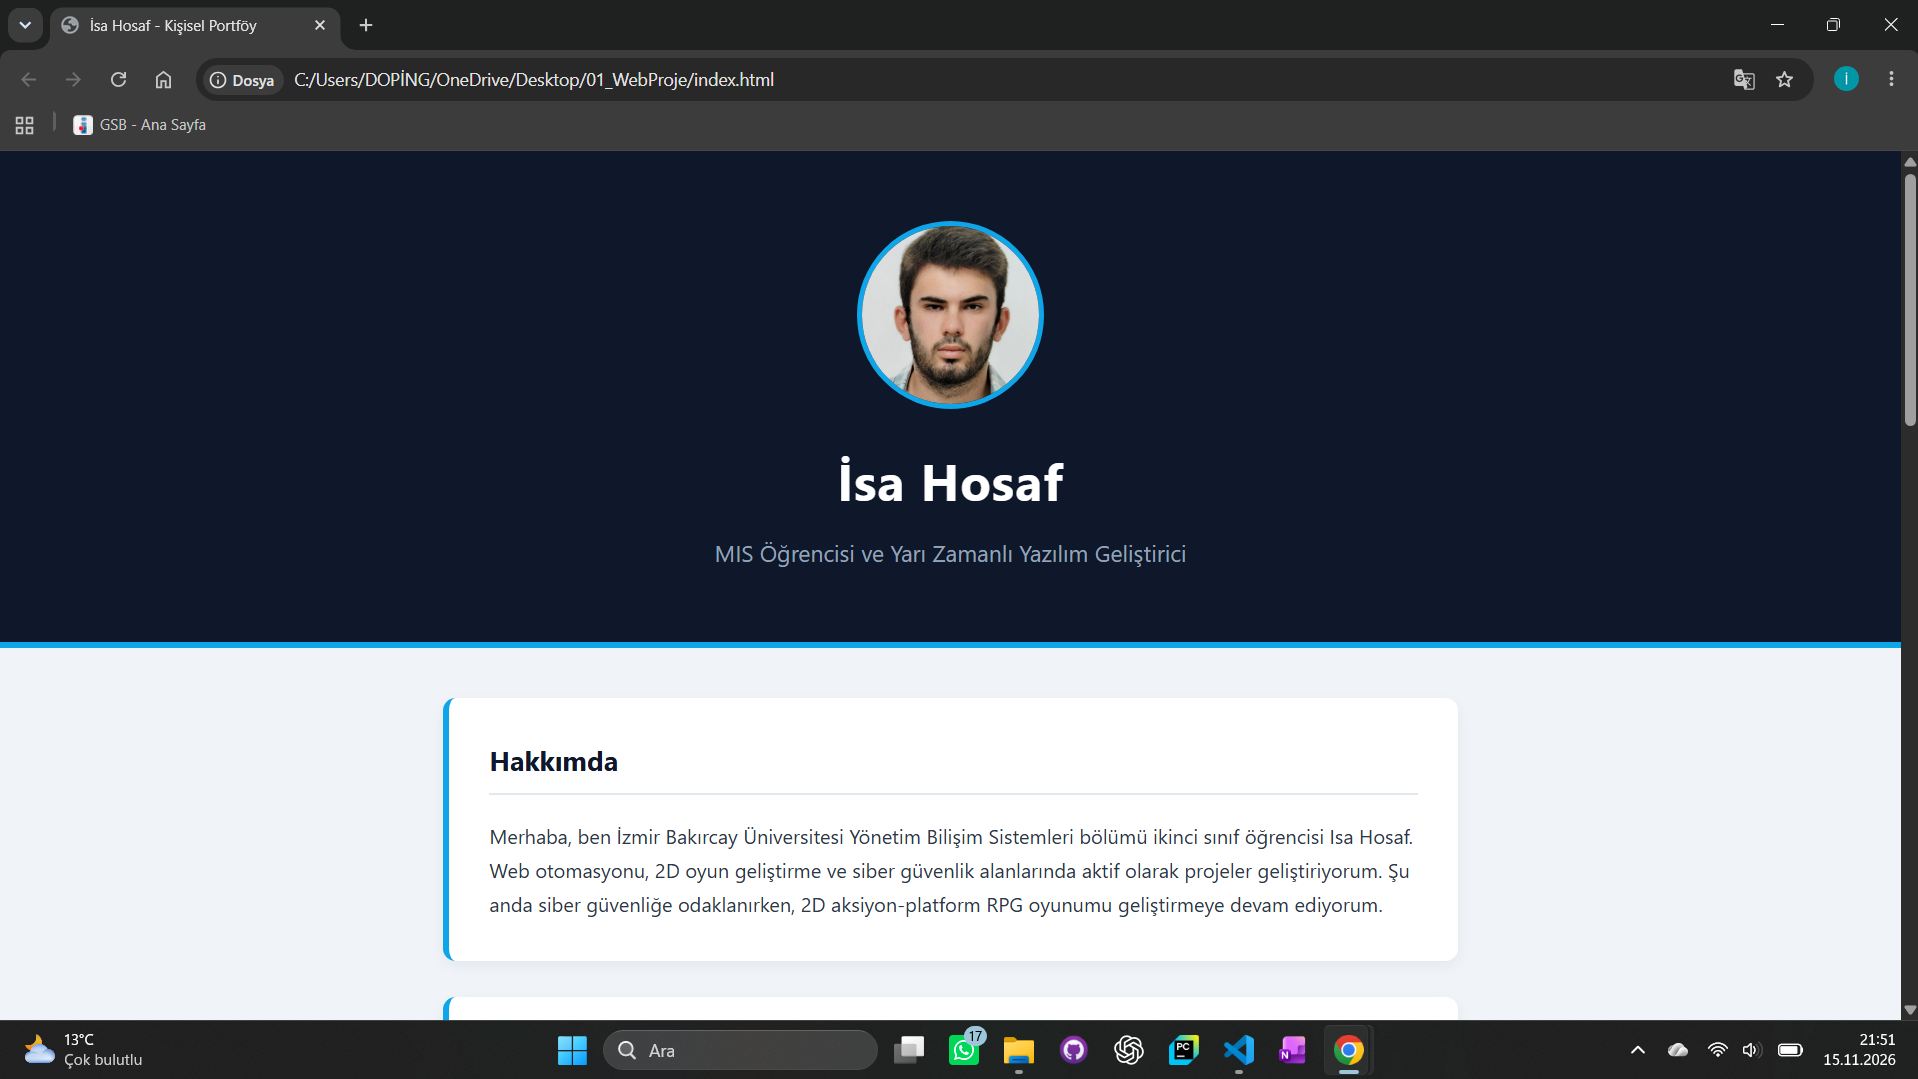 İsa Hosaf - Kişisel Portföy
Dosya
C:/Users/DOPİNG/OneDrive/Desktop/01_WebProje/index.html
i
GSB - Ana Sayfa
İsa Hosaf
MIS Öğrencisi ve Yarı Zamanlı Yazılım Geliştirici
Hakkımda
Merhaba, ben İzmir Bakırcay Üniversitesi Yönetim Bilişim Sistemleri bölümü ikinci sınıf öğrencisi Isa Hosaf.
Web otomasyonu, 2D oyun geliştirme ve siber güvenlik alanlarında aktif olarak projeler geliştiriyorum. Şu
anda siber güvenliğe odaklanırken, 2D aksiyon-platform RPG oyunumu geliştirmeye devam ediyorum.
13°C
Çok bulutlu
Ara
17
PC
N
21:51
15.11.2026